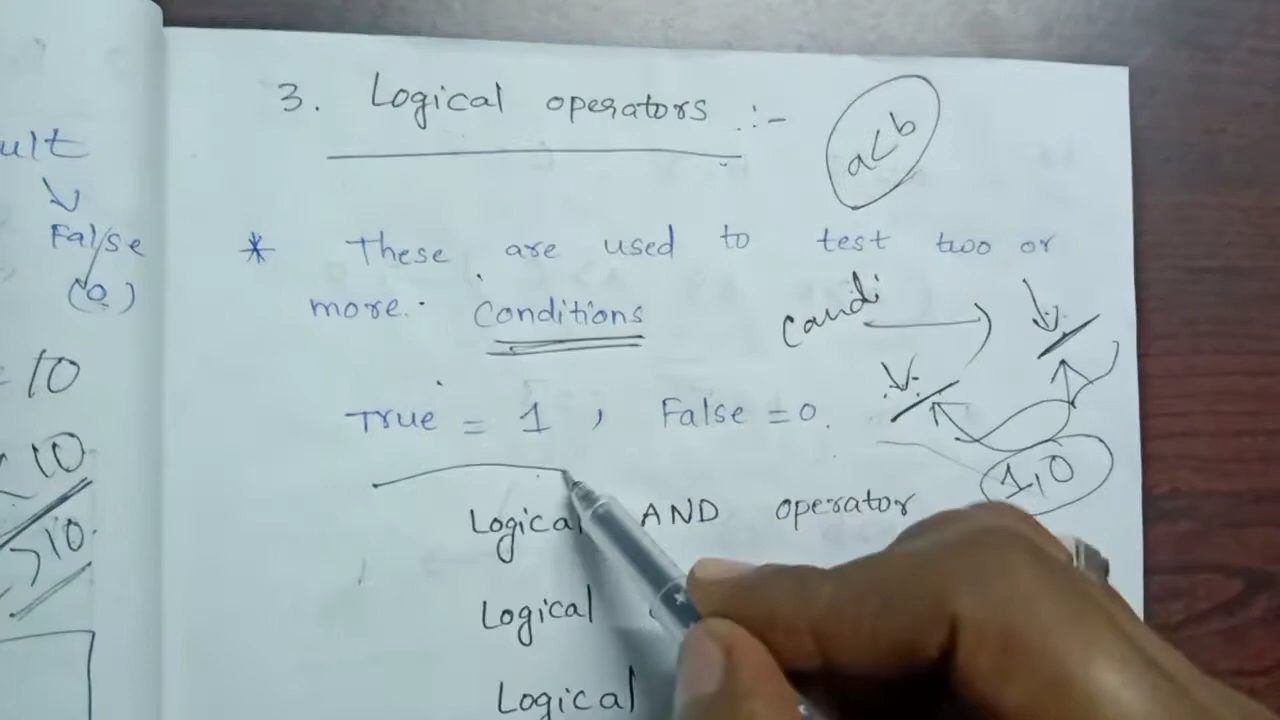 ult
False
(0)
10
10
>10.
3. Logical operators :-
a<b
* These are used to test two or
more. Conditions
Condi
True = 1 , False = 0.
1,0
Logical AND operator
Logical
Logical